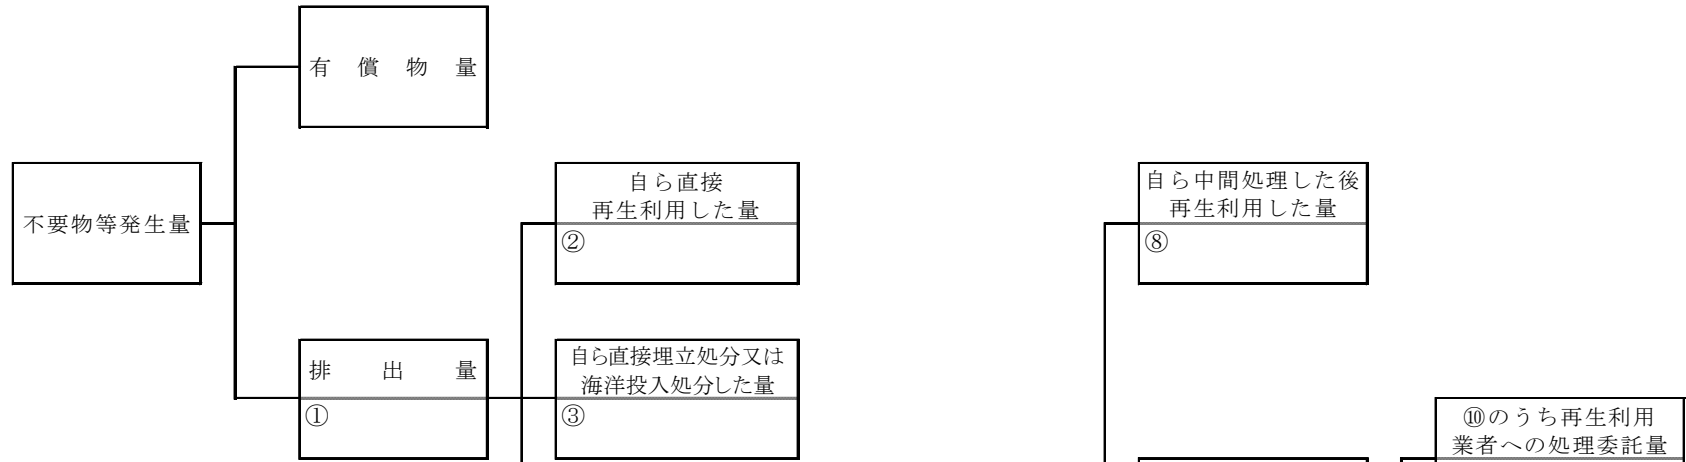 有償物量
不要物等発生量
自ら直接
再生利用した量
②
自ら中間処理した後
再生利用した量
⑧
排出量
①
自ら直接埋立処分又は
海洋投入処分した量
③
⑩のうち再生利用
業者への処理委託量